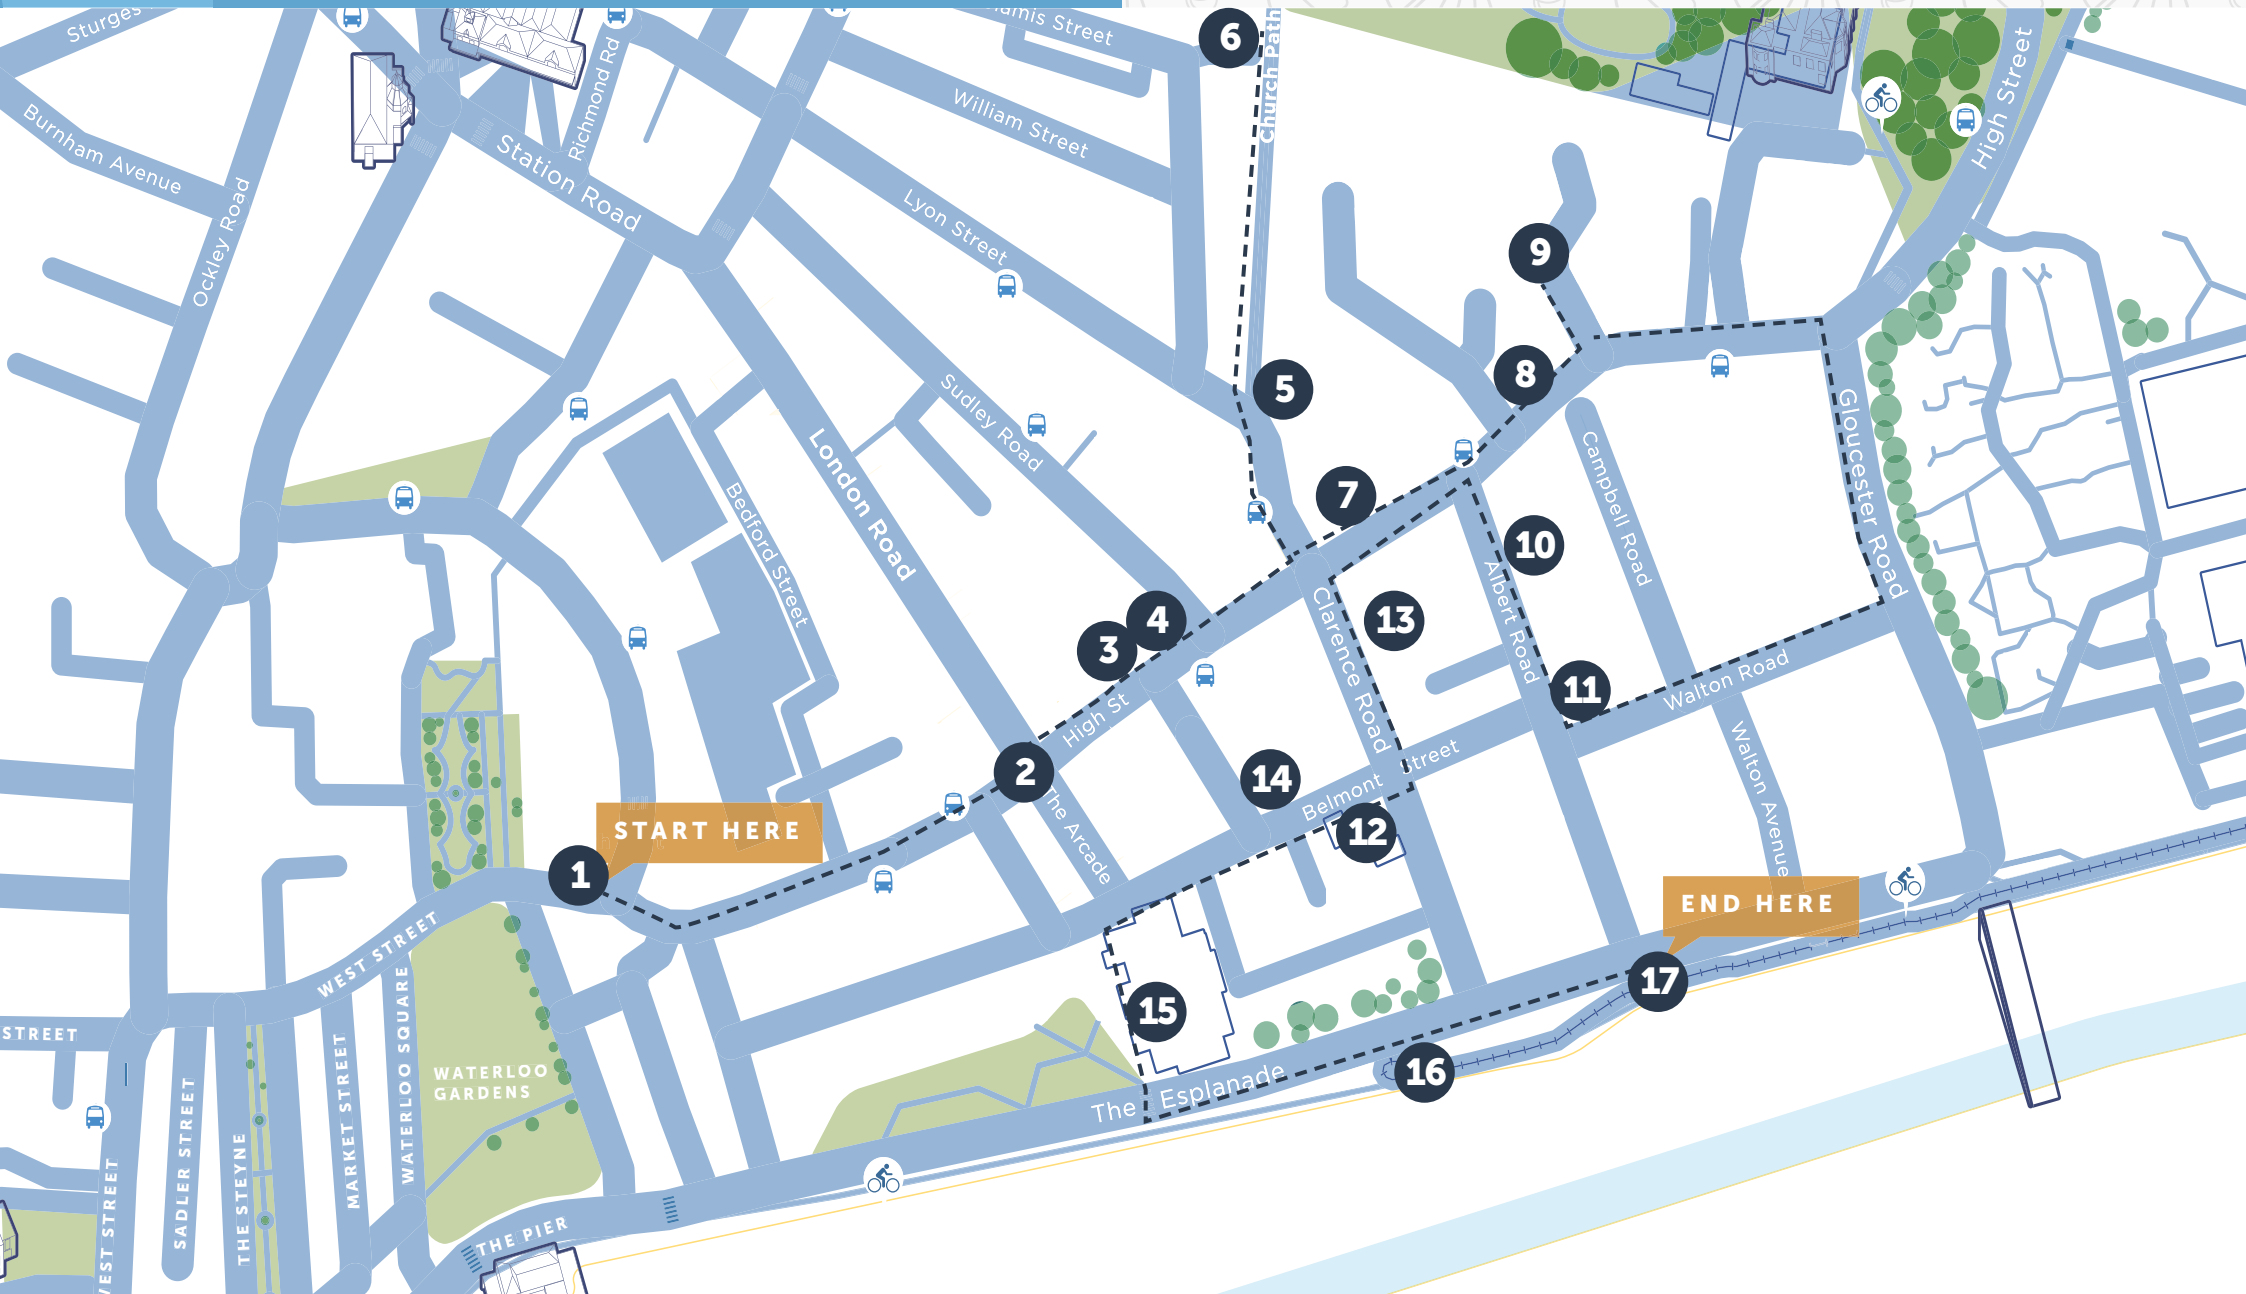 Sturges
Burnham Avenue
Ockley Road
Richmond Rd
Station Road
William Street
Lyon Street
6
Church Path
High Street
9
5
8
Sudley Road
London Road
Bedford Street
7
10
Campbell Road
Gloucester Road
Albert Road
4
3
13
Clarence Road
11
Walton Road
High St
2
14
Belmont Street
12
Walton Avenue
The Arcade
START HERE
1
END HERE
WEST STREET
WATERLOO SQUARE
17
15
STREET
16
WATERLOO
GARDENS
The Esplanade
MARKET STREET
SADLER STREET
THE STEYNE
WEST STREET
THE PIER